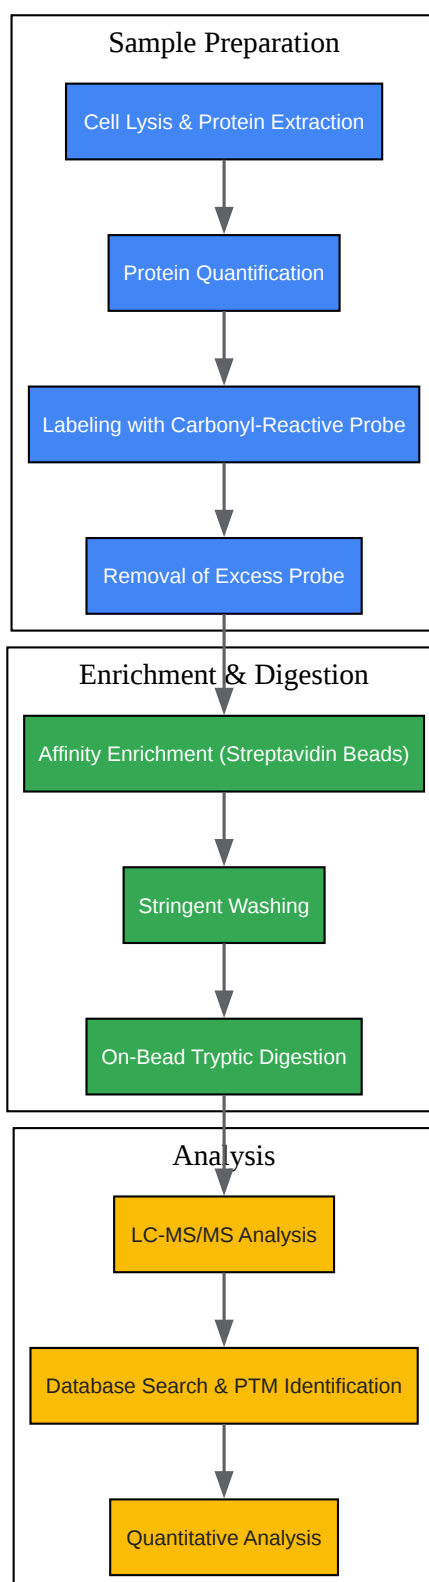 Sample Preparation
Cell Lysis & Protein Extraction
Protein Quantification
Labeling with Carbonyl-Reactive Probe
Removal of Excess Probe
Enrichment & Digestion
Affinity Enrichment (Streptavidin Beads)
Stringent Washing
On-Bead Tryptic Digestion
Analysis
LC-MS/MS Analysis
Database Search & PTM Identification
Quantitative Analysis